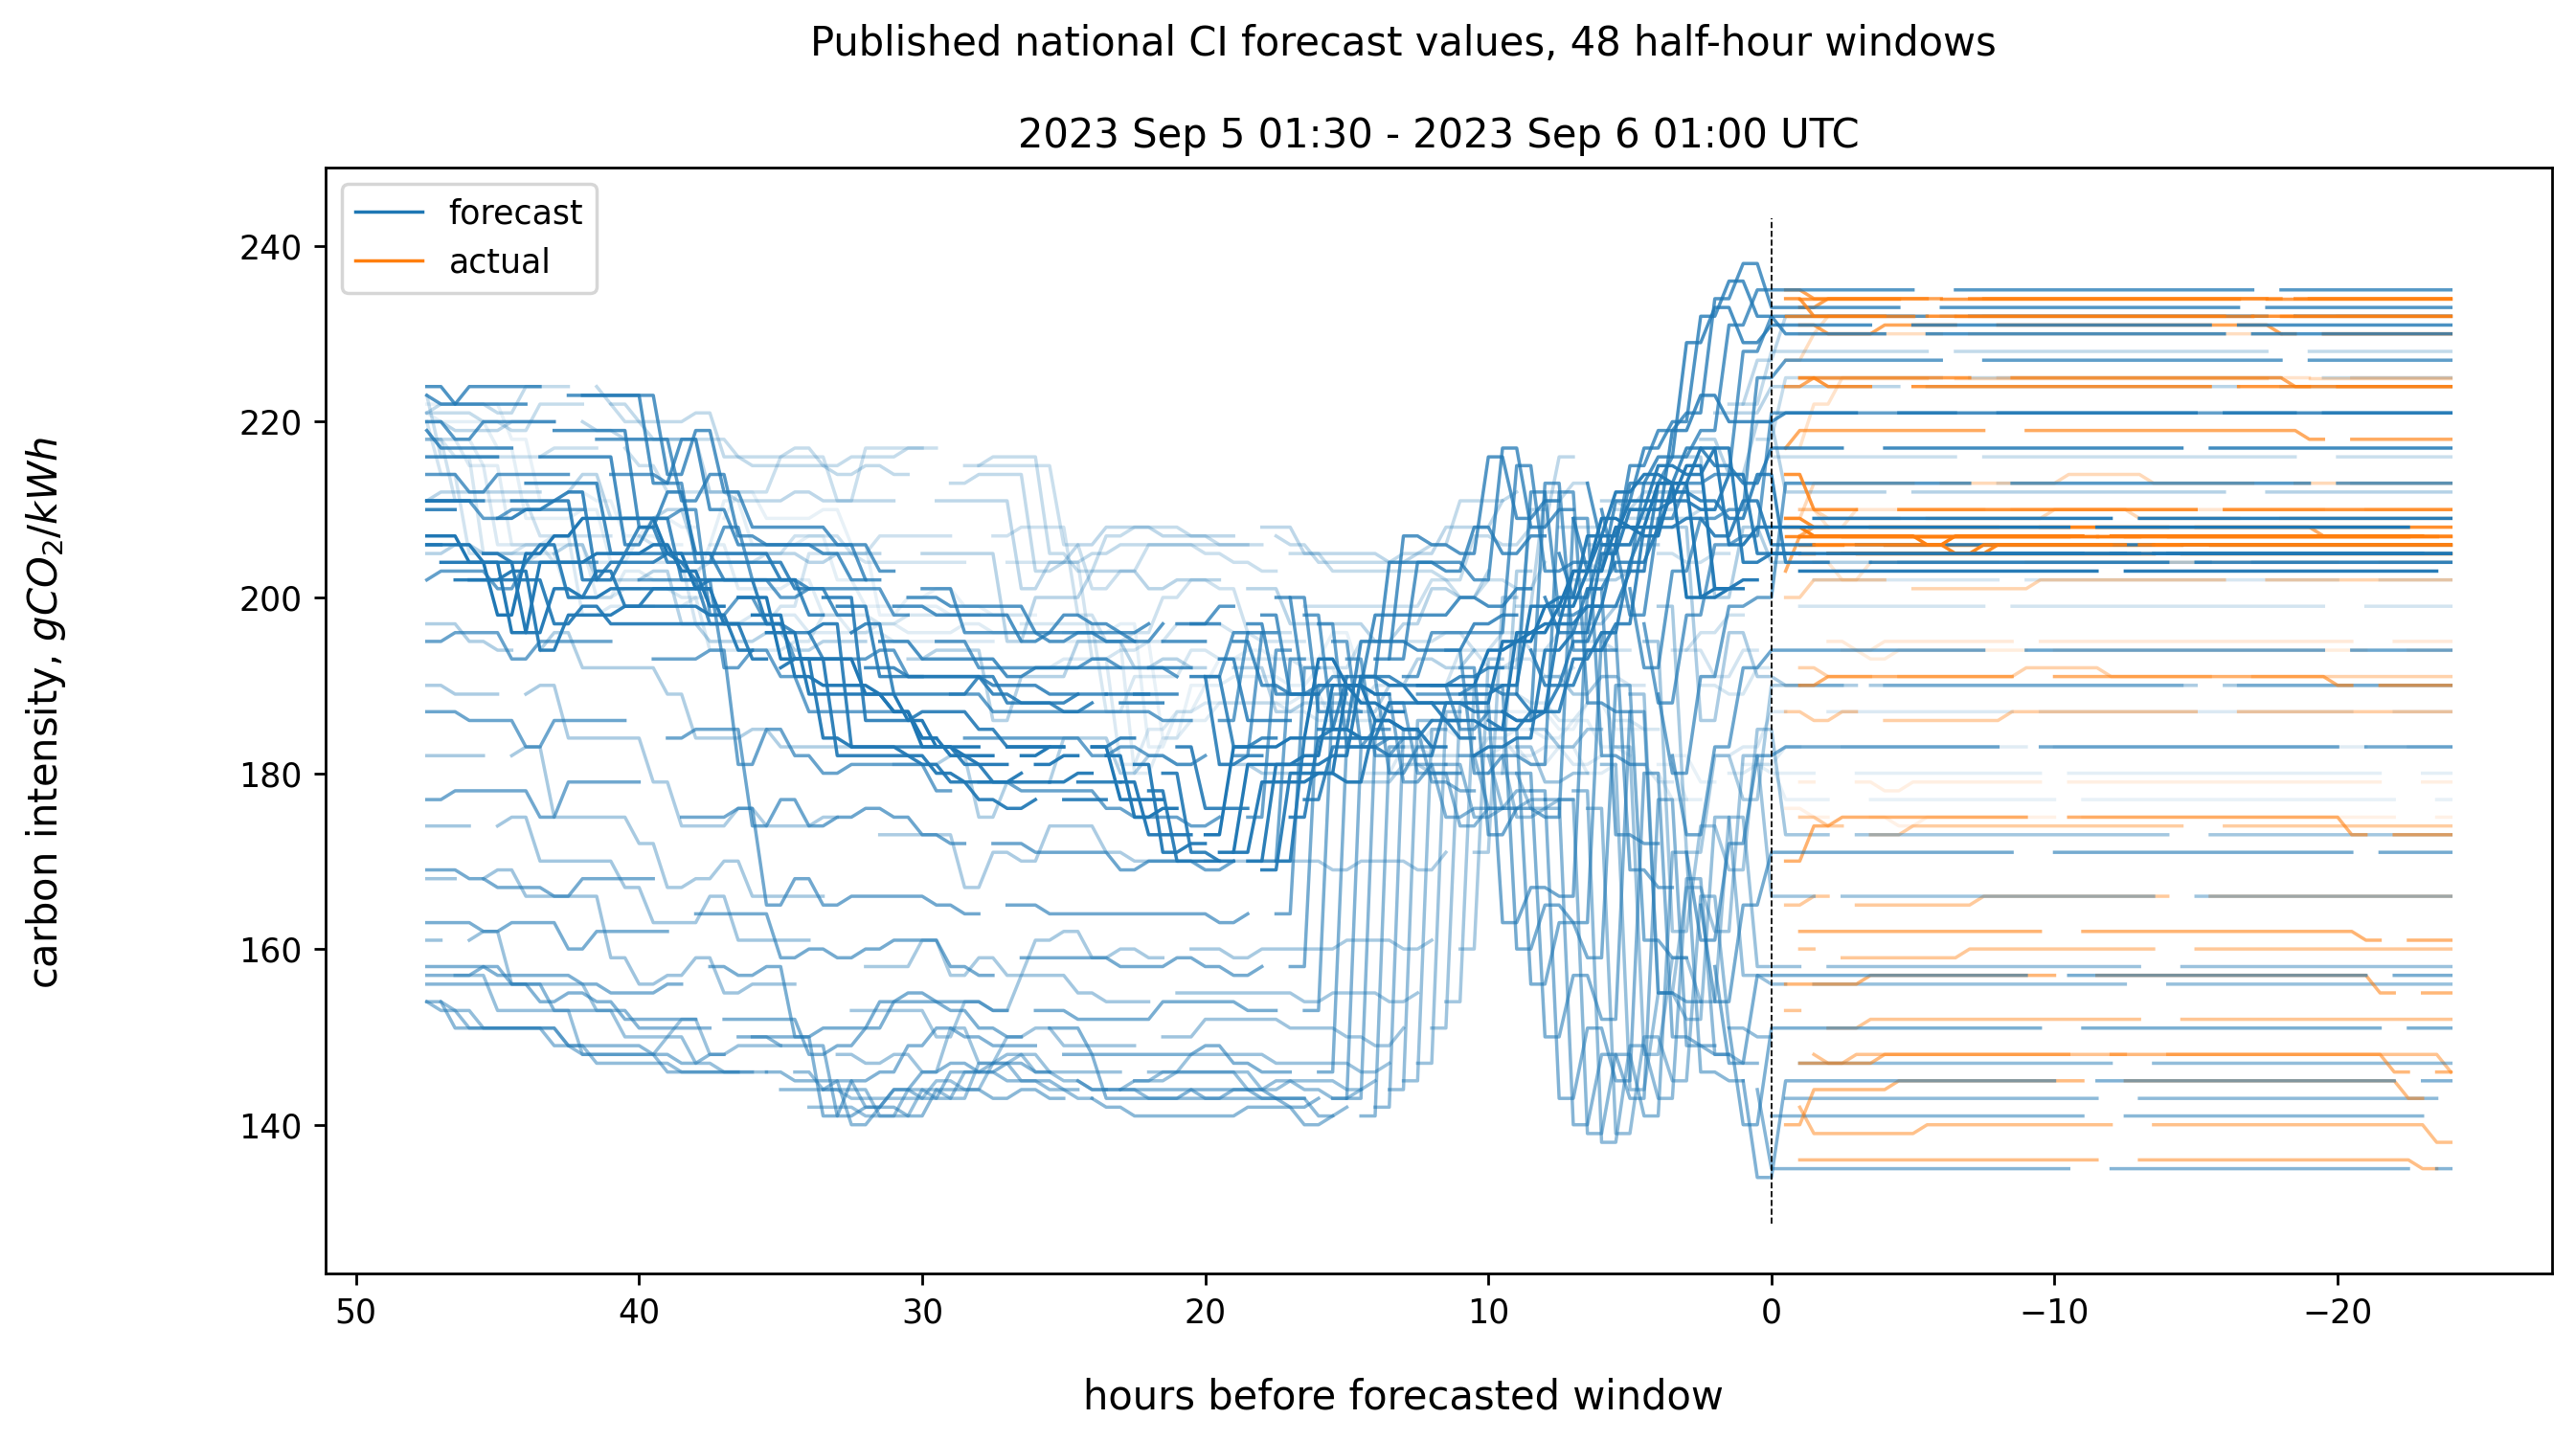 Published national CI forecast values, 48 half-hour windows
2023 Sep 5 01:30 - 2023 Sep 6 01:00 UTC
forecast
actual
carbon intensity, gCO₂/kWh
240
220
200
180
160
140
50 40 30 20 10 0 −10 −20
hours before forecasted window